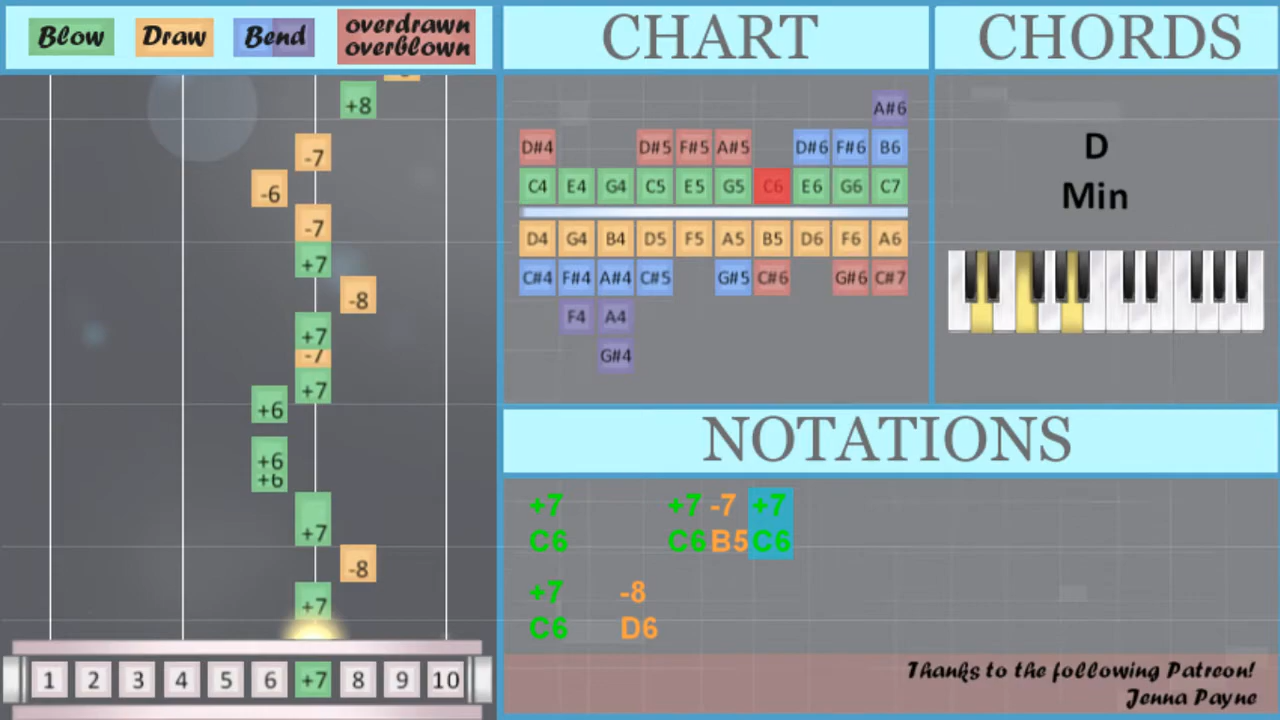 Blow Draw Bend overdrawn
overblown
CHART
CHORDS
+8
-7
-6
-7
+7
-8
+7
-7
+7
+6
+6
+6
+7
-8
+7
1 2 3 4 5 6 +7 8 9 10
A#6
D#4 D#5 F#5 A#5 D#6 F#6 B6
C4 E4 G4 C5 E5 G5 C6 E6 G6 C7
D4 G4 B4 D5 F5 A5 B5 D6 F6 A6
C#4 F#4 A#4 C#5 G#5 C#6 G#6 C#7
F4 A4
G#4
D
Min
NOTATIONS
+7 +7 -7 +7
C6 C6 B5 C6
+7 -8
C6 D6
Thanks to the following Patreon!
Jenna Payne